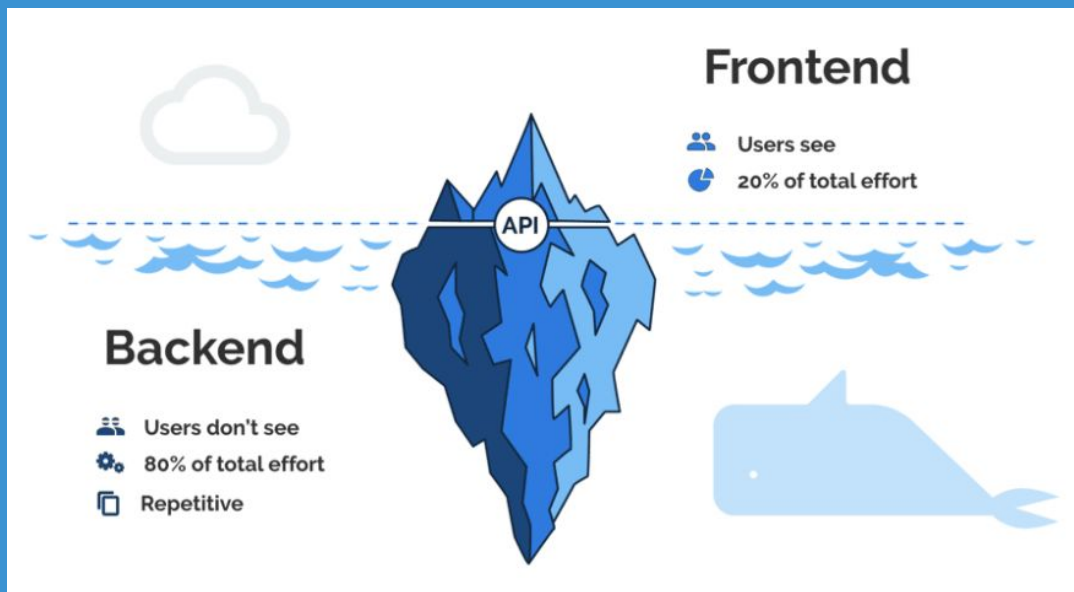 Frontend
Users see
20% of total effort
API
Backend
Users don't see
80% of total effort
Repetitive